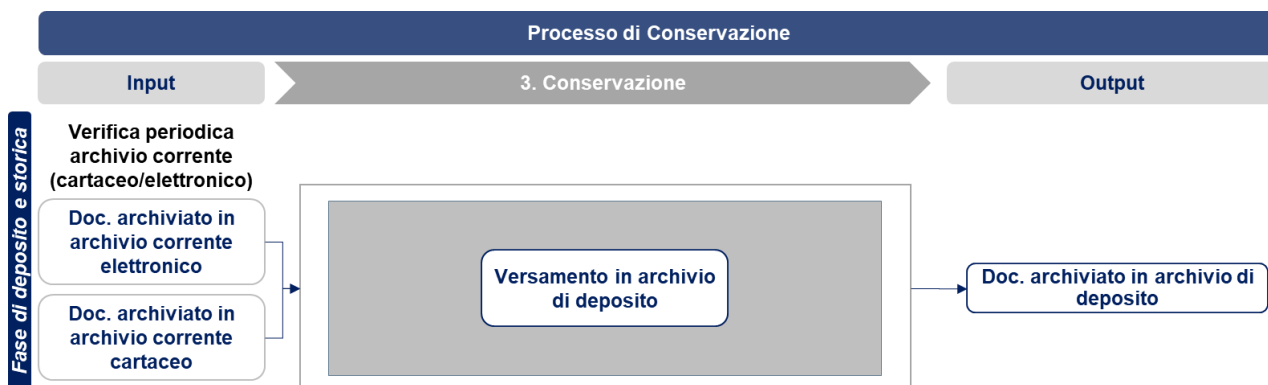 Processo di Conservazione
Input
3. Conservazione
Output
Fase di deposito e storica
Verifica periodica
archivio corrente
(cartaceo/elettronico)
Doc. archiviato in
archivio corrente
elettronico
Doc. archiviato in
archivio corrente
cartaceo
Versamento in archivio
di deposito
Doc. archiviato in archivio di
deposito